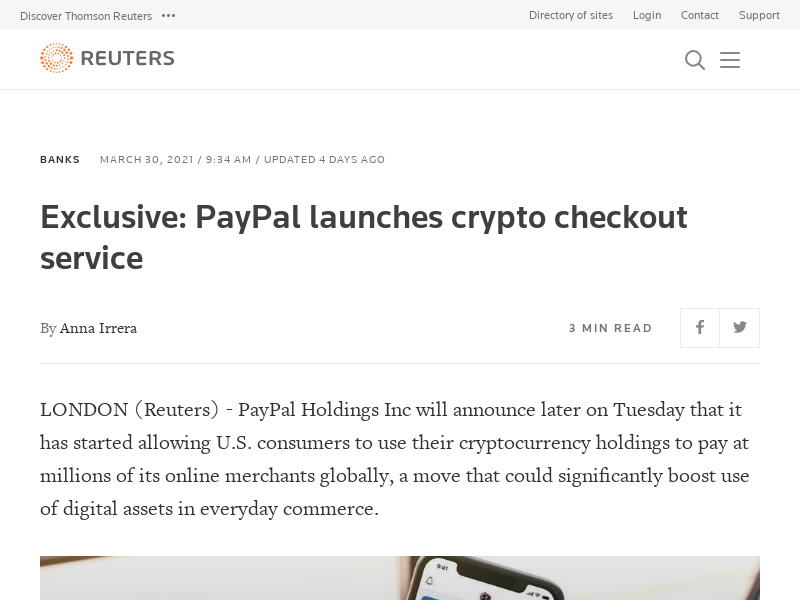 Discover Thomson Reuters
Directory of sites Login Contact Support
REUTERS
BANKS MARCH 30, 2021 / 9:34 AM / UPDATED 4 DAYS AGO
Exclusive: PayPal launches crypto checkout
service
By Anna Irrera
3 MIN READ
LONDON (Reuters) - PayPal Holdings Inc will announce later on Tuesday that it
has started allowing U.S. consumers to use their cryptocurrency holdings to pay at
millions of its online merchants globally, a move that could significantly boost use
of digital assets in everyday commerce.
9:41